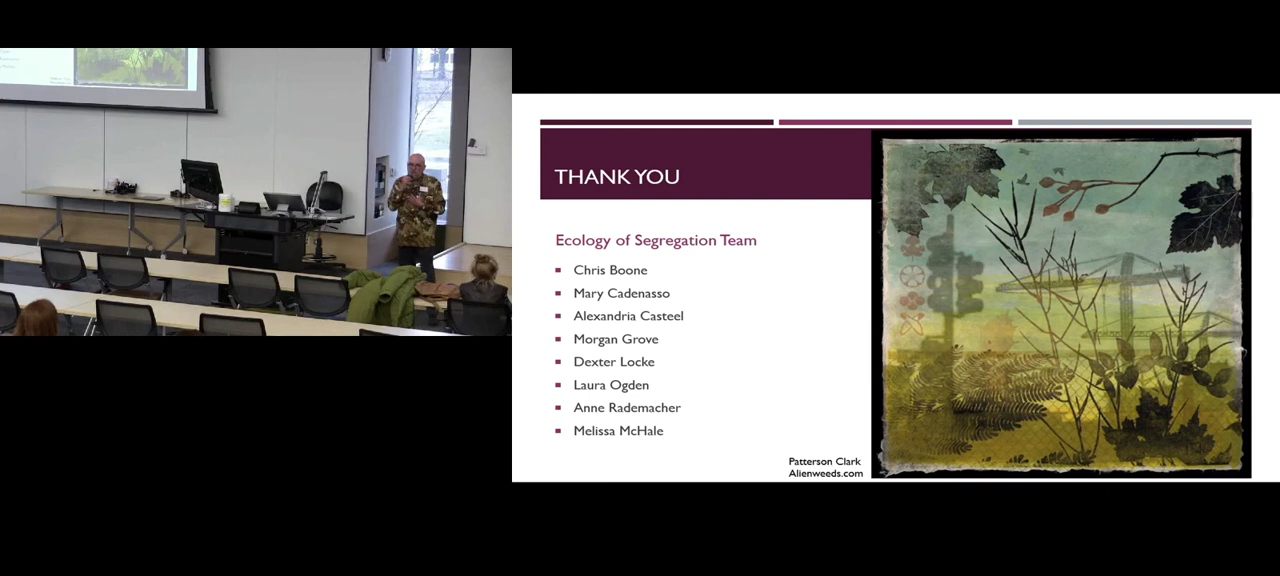 THANK YOU
Ecology of Segregation Team
Chris Boone
Mary Cadenasso
Alexandria Casteel
Morgan Grove
Dexter Locke
Laura Ogden
Anne Rademacher
Melissa McHale
Patterson Clark
Alienweeds.com